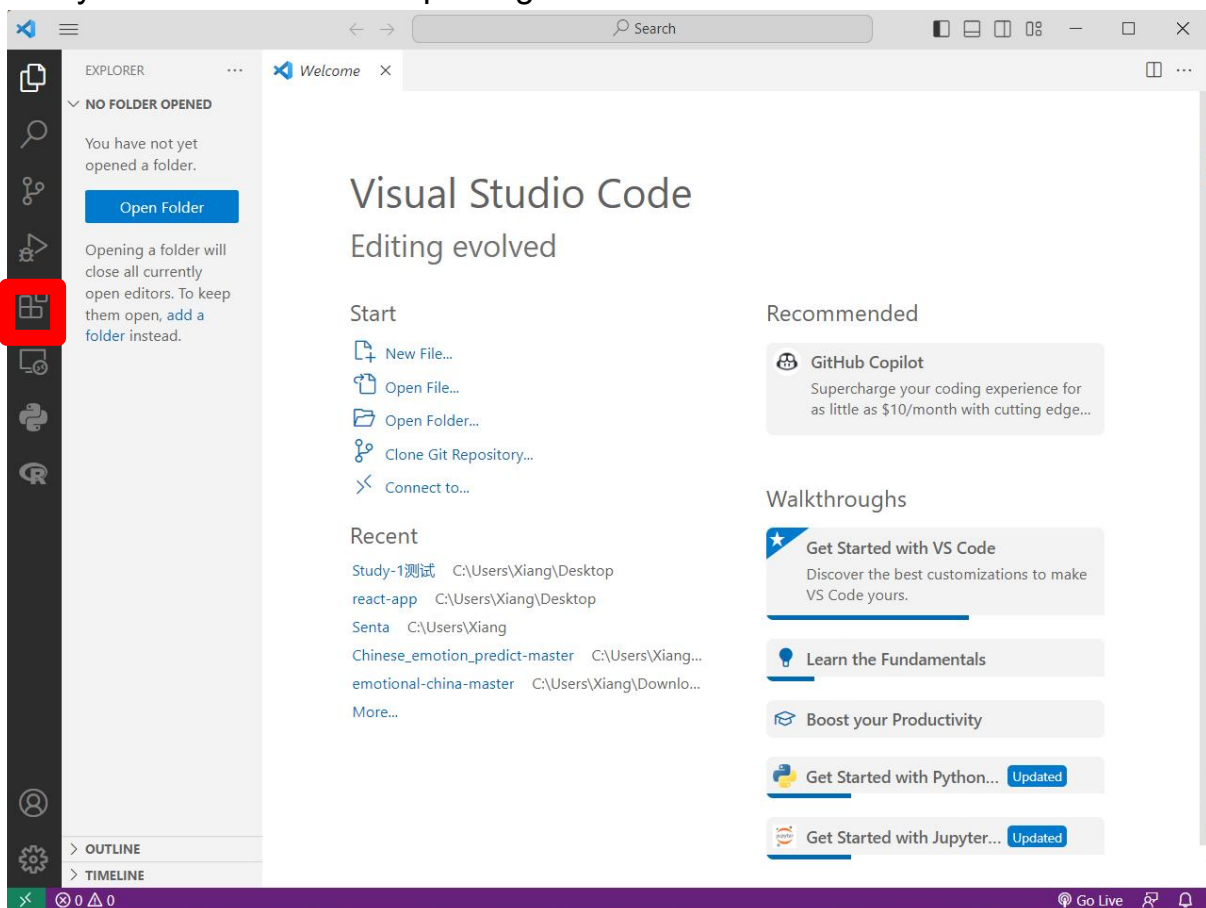 Search
EXPLORER
Welcome
NO FOLDER OPENED
You have not yet
opened a folder.
Open Folder
Opening a folder will
close all currently
open editors. To keep
them open, add a
folder instead.
OUTLINE
TIMELINE
Visual Studio Code
Editing evolved
Start
New File...
Open File...
Open Folder...
Clone Git Repository...
Connect to...
Recent
Study-1测试 C:\Users\Xiang\Desktop
react-app C:\Users\Xiang\Desktop
Senta C:\Users\Xiang
Chinese_emotion_predict-master C:\Users\Xiang...
emotional-china-master C:\Users\Xiang\Downlo...
More...
Recommended
GitHub Copilot
Supercharge your coding experience for
as little as $10/month with cutting edge...
Walkthroughs
Get Started with VS Code
Discover the best customizations to make
VS Code yours.
Learn the Fundamentals
Boost your Productivity
Get Started with Python... Updated
Get Started with Jupyter... Updated
0 0
Go Live